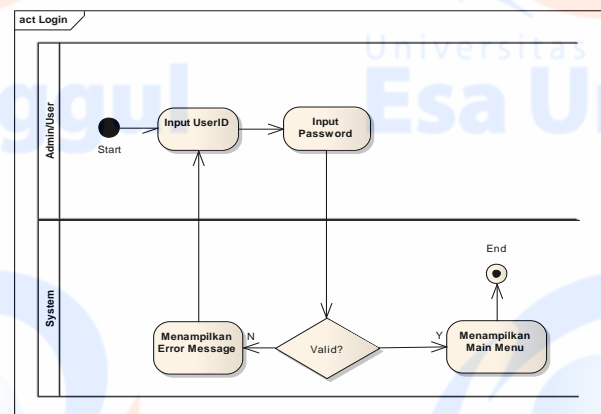 act Login
Universitas
Esa U
nggul
Admin/User
Start
Input UserID
Input
Password
System
Menampilkan
Error Message
N
Valid?
Y
Menampilkan
Main Menu
End